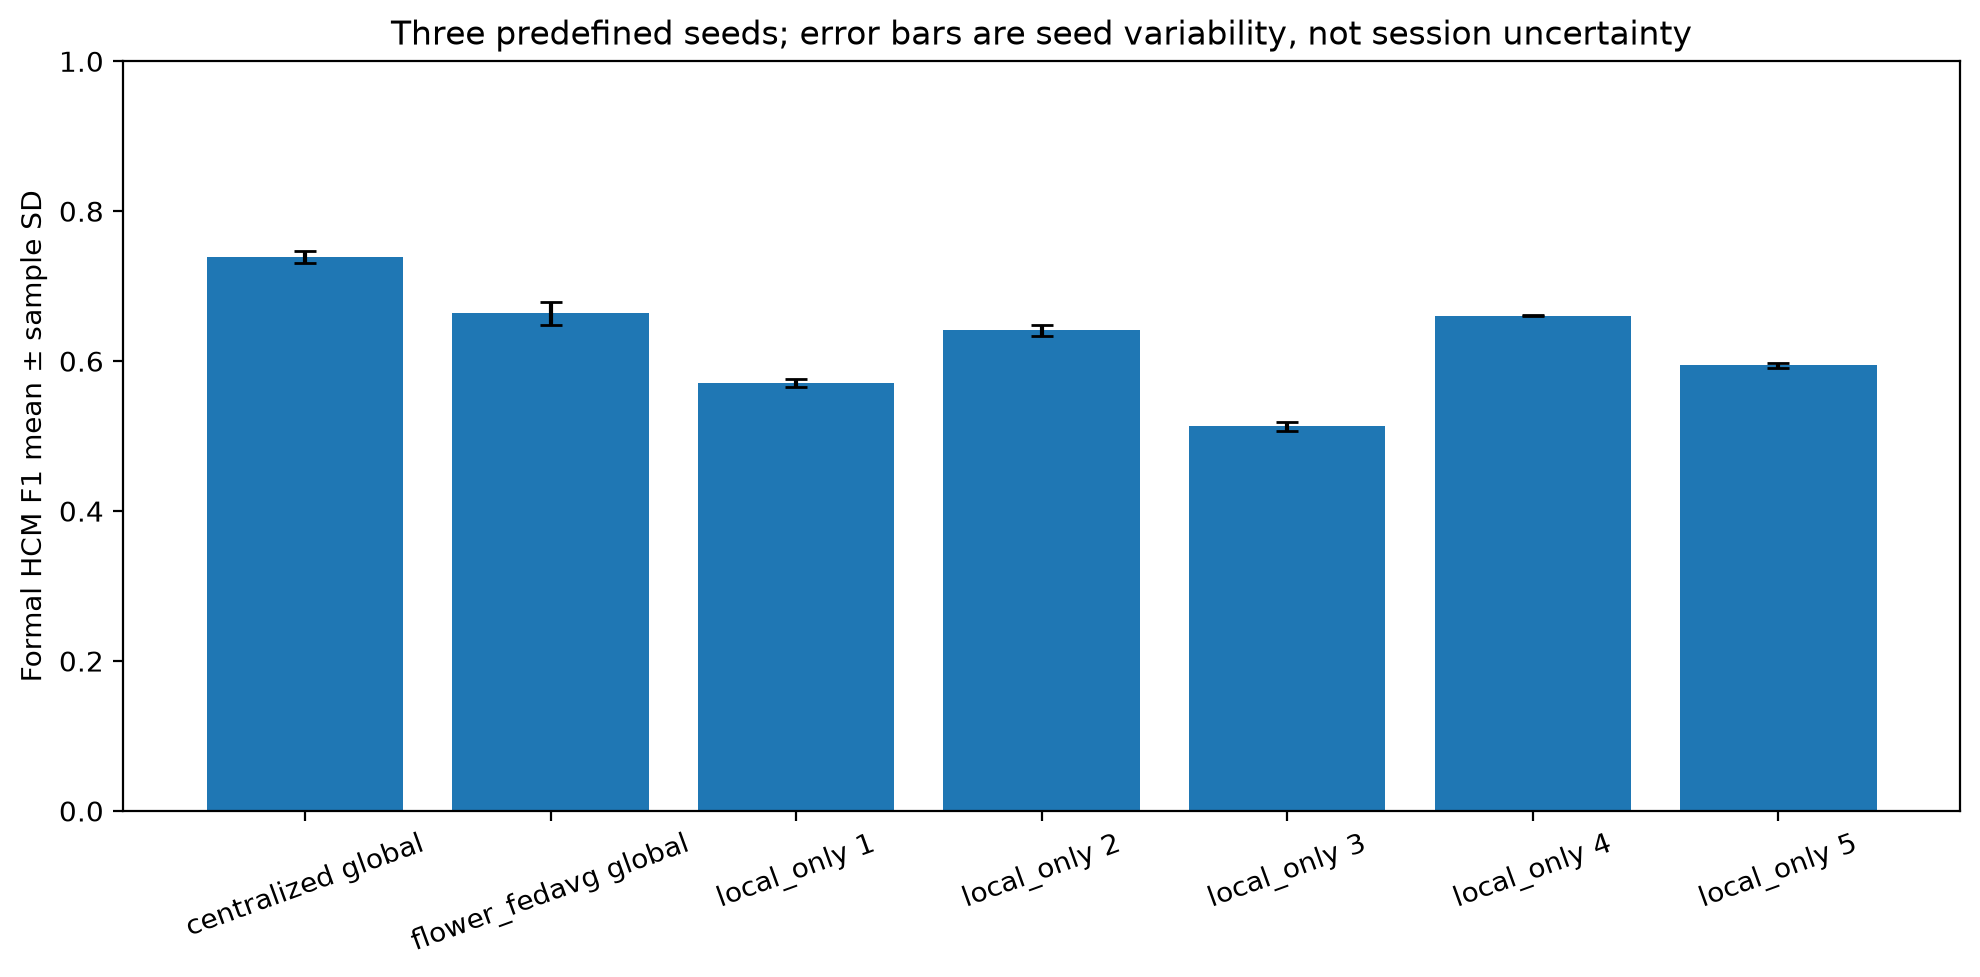 Three predefined seeds; error bars are seed variability, not session uncertainty
Formal HCM F1 mean ± sample SD
1.0
0.8
0.6
0.4
0.2
0.0
centralized global
flower_fedavg global
local_only 1
local_only 2
local_only 3
local_only 4
local_only 5